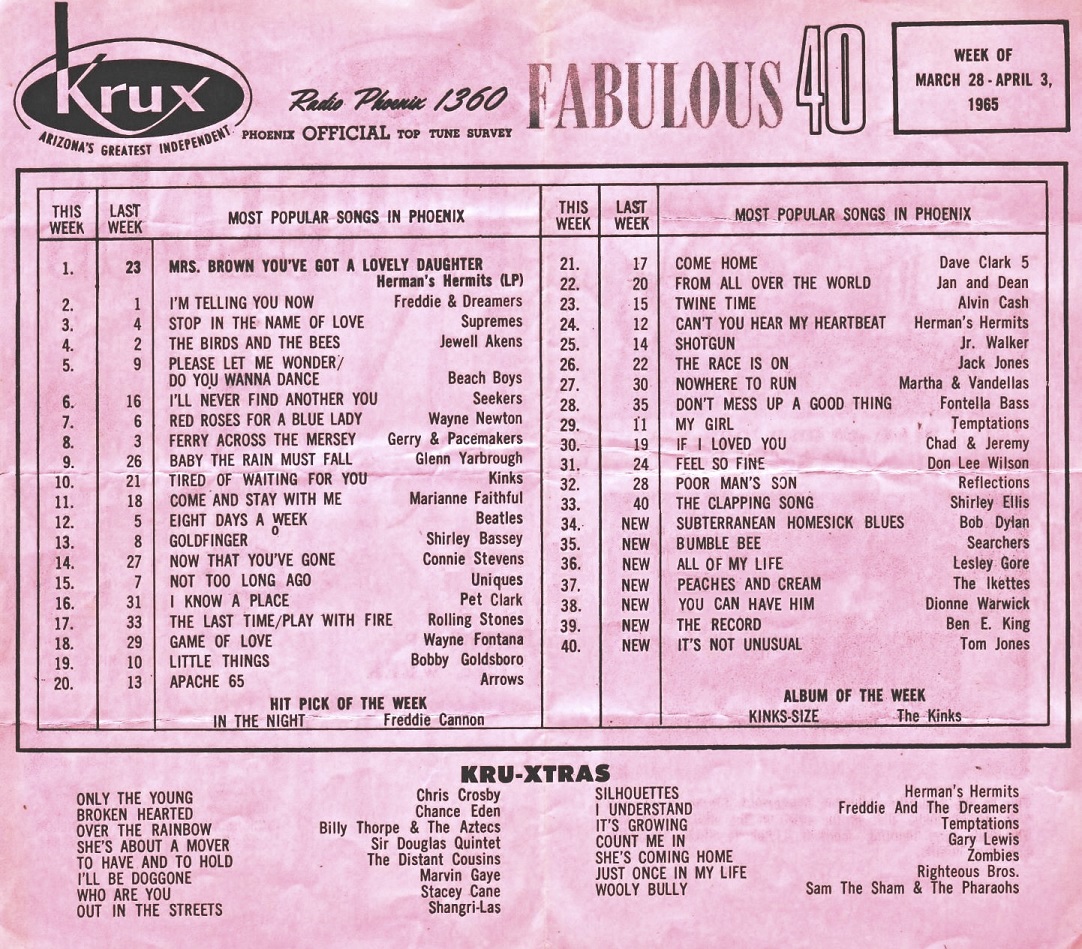 Krux
ARIZONA'S GREATEST INDEPENDENT
Radio Phoenix 1360
PHOENIX OFFICIAL TOP TUNE SURVEY
FABULOUS 40
WEEK OF
MARCH 28 - APRIL 3,
1965
THIS WEEK LAST WEEK MOST POPULAR SONGS IN PHOENIX
1. 23 MRS. BROWN YOU'VE GOT A LOVELY DAUGHTER
Herman's Hermits (LP)
2. 1 I'M TELLING YOU NOW Freddie & Dreamers
3. 4 STOP IN THE NAME OF LOVE Supremes
4. 2 THE BIRDS AND THE BEES Jewell Akens
5. 9 PLEASE LET ME WONDER/
DO YOU WANNA DANCE Beach Boys
6. 16 I'LL NEVER FIND ANOTHER YOU Seekers
7. 6 RED ROSES FOR A BLUE LADY Wayne Newton
8. 3 FERRY ACROSS THE MERSEY Gerry & Pacemakers
9. 26 BABY THE RAIN MUST FALL Glenn Yarbrough
10. 21 TIRED OF WAITING FOR YOU Kinks
11. 18 COME AND STAY WITH ME Marianne Faithful
12. 5 EIGHT DAYS A WEEK Beatles
13. 8 GOLDFINGER Shirley Bassey
14. 27 NOW THAT YOU'VE GONE Connie Stevens
15. 7 NOT TOO LONG AGO Uniques
16. 31 I KNOW A PLACE Pet Clark
17. 33 THE LAST TIME/PLAY WITH FIRE Rolling Stones
18. 29 GAME OF LOVE Wayne Fontana
19. 10 LITTLE THINGS Bobby Goldsboro
20. 13 APACHE 65 Arrows
HIT PICK OF THE WEEK
IN THE NIGHT Freddie Cannon
THIS WEEK LAST WEEK MOST POPULAR SONGS IN PHOENIX
21. 17 COME HOME Dave Clark 5
22. 20 FROM ALL OVER THE WORLD Jan and Dean
23. 15 TWINE TIME Alvin Cash
24. 12 CAN'T YOU HEAR MY HEARTBEAT Herman's Hermits
25. 14 SHOTGUN Jr. Walker
26. 22 THE RACE IS ON Jack Jones
27. 30 NOWHERE TO RUN Martha & Vandellas
28. 35 DON'T MESS UP A GOOD THING Fontella Bass
29. 11 MY GIRL Temptations
30. 19 IF I LOVED YOU Chad & Jeremy
31. 24 FEEL SO FINE Don Lee Wilson
32. 28 POOR MAN'S SON Reflections
33. 40 THE CLAPPING SONG Shirley Ellis
34. NEW SUBTERRANEAN HOMESICK BLUES Bob Dylan
35. NEW BUMBLE BEE Searchers
36. NEW ALL OF MY LIFE Lesley Gore
37. NEW PEACHES AND CREAM The Ikettes
38. NEW YOU CAN HAVE HIM Dionne Warwick
39. NEW THE RECORD Ben E. King
40. NEW IT'S NOT UNUSUAL Tom Jones
ALBUM OF THE WEEK
KINKS-SIZE The Kinks
KRU-XTRAS
ONLY THE YOUNG Chris Crosby
BROKEN HEARTED Chance Eden
OVER THE RAINBOW Billy Thorpe & The Aztecs
SHE'S ABOUT A MOVER Sir Douglas Quintet
TO HAVE AND TO HOLD The Distant Cousins
I'LL BE DOGGONE Marvin Gaye
WHO ARE YOU Stacey Cane
OUT IN THE STREETS Shangri-Las
SILHOUETTES Herman's Hermits
I UNDERSTAND Freddie And The Dreamers
IT'S GROWING Temptations
COUNT ME IN Gary Lewis
SHE'S COMING HOME Zombies
JUST ONCE IN MY LIFE Righteous Bros.
WOOLY BULLY Sam The Sham & The Pharaohs